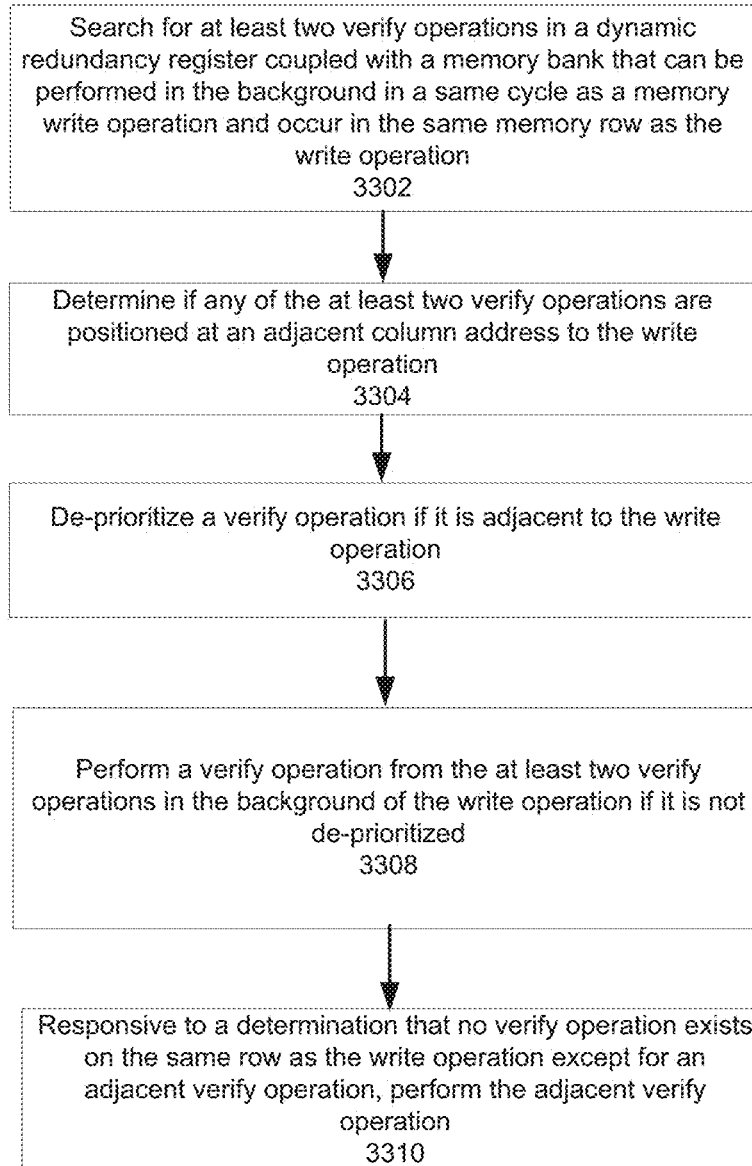 Search for at least two verify operations in a dynamic
redundancy register coupled with a memory bank that can be
performed in the background in a same cycle as a memory
write operation and occur in the same memory row as the
write operation
3302
Determine if any of the at least two verify operations are
positioned at an adjacent column address to the write
operation
3304
De-prioritize a verify operation if it is adjacent to the write
operation
3306
Perform a verify operation from the at least two verify
operations in the background of the write operation if it is not
de-prioritized
3308
Responsive to a determination that no verify operation exists
on the same row as the write operation except for an
adjacent verify operation, perform the adjacent verify
operation
3310